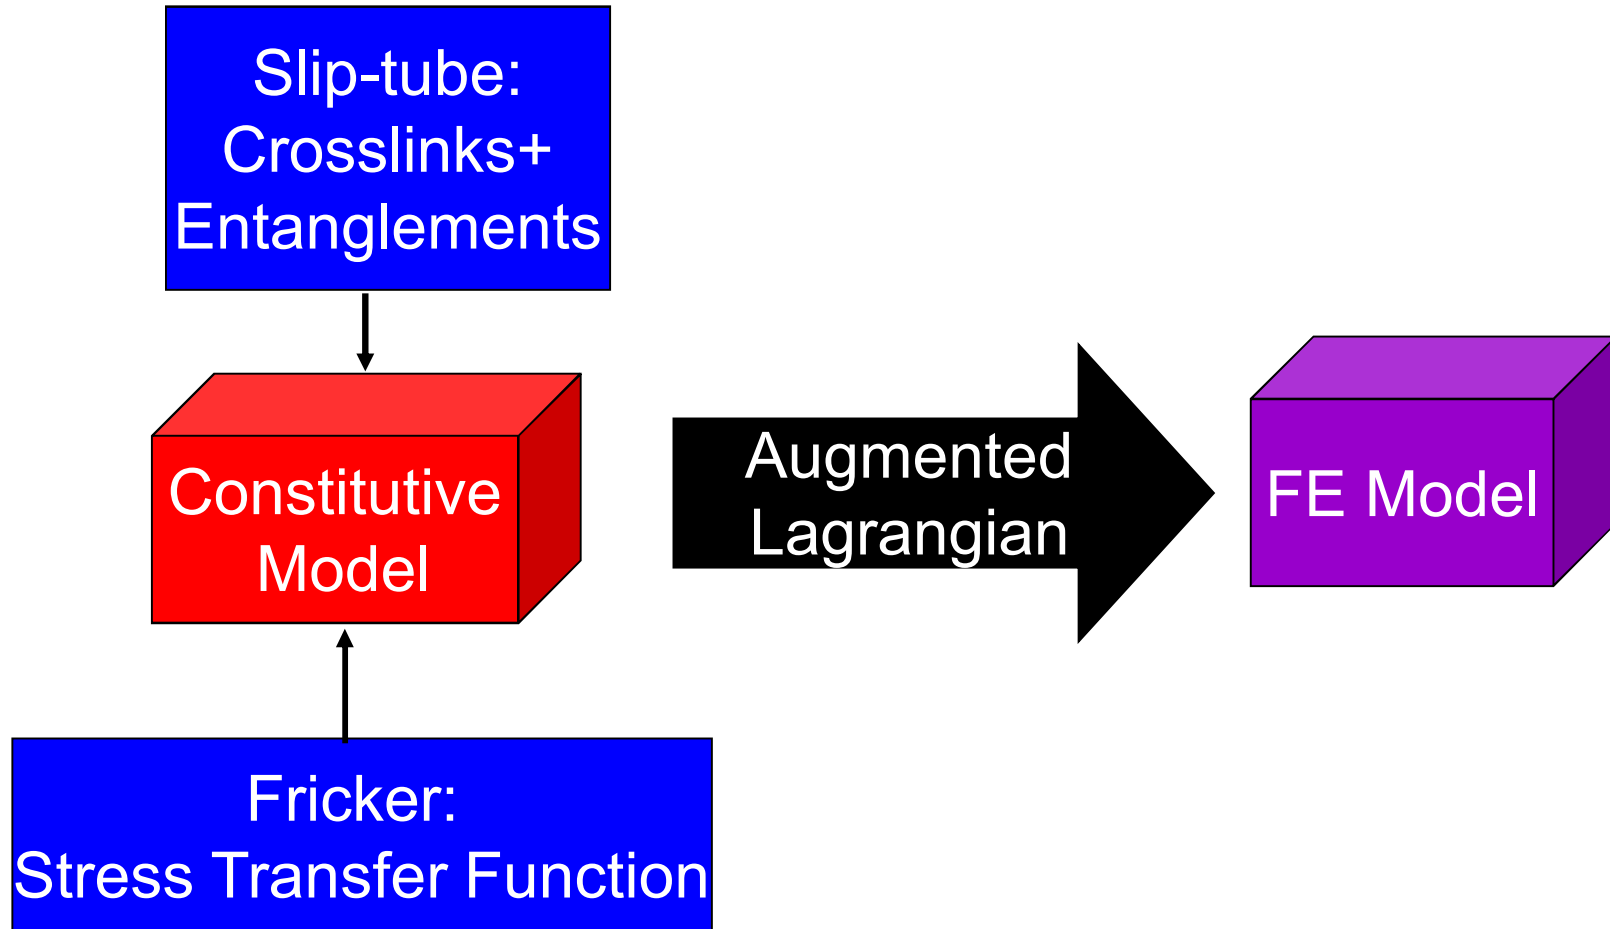 Slip-tube:
Crosslinks+
Entanglements
Constitutive
Model
Augmented
Lagrangian
FE Model
Fricker:
Stress Transfer Function